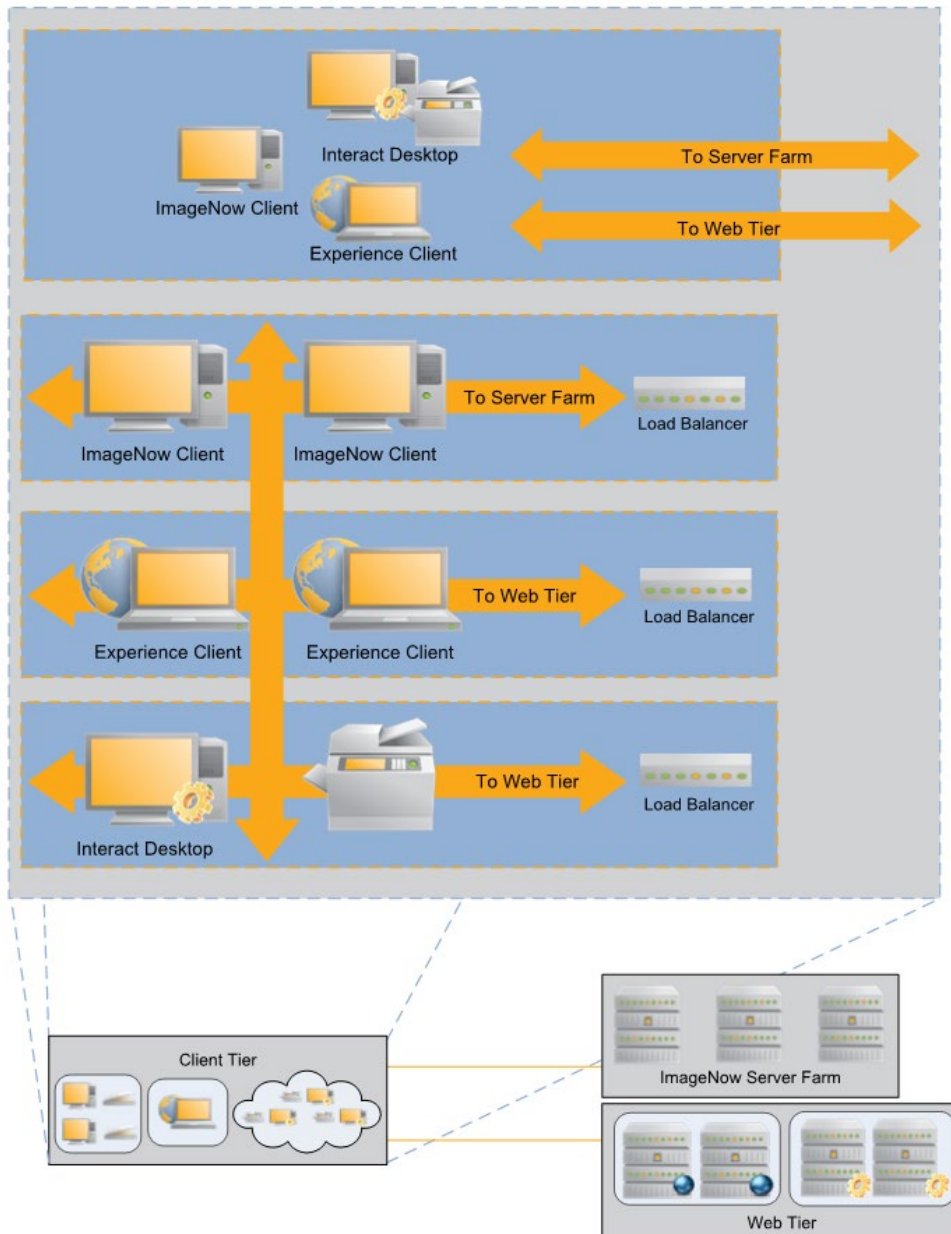 Interact Desktop
To Server Farm
ImageNow Client
To Web Tier
Experience Client
To Server Farm
Load Balancer
ImageNow Client
ImageNow Client
To Web Tier
Load Balancer
Experience Client
Experience Client
To Web Tier
Load Balancer
Interact Desktop
Client Tier
ImageNow Server Farm
Web Tier